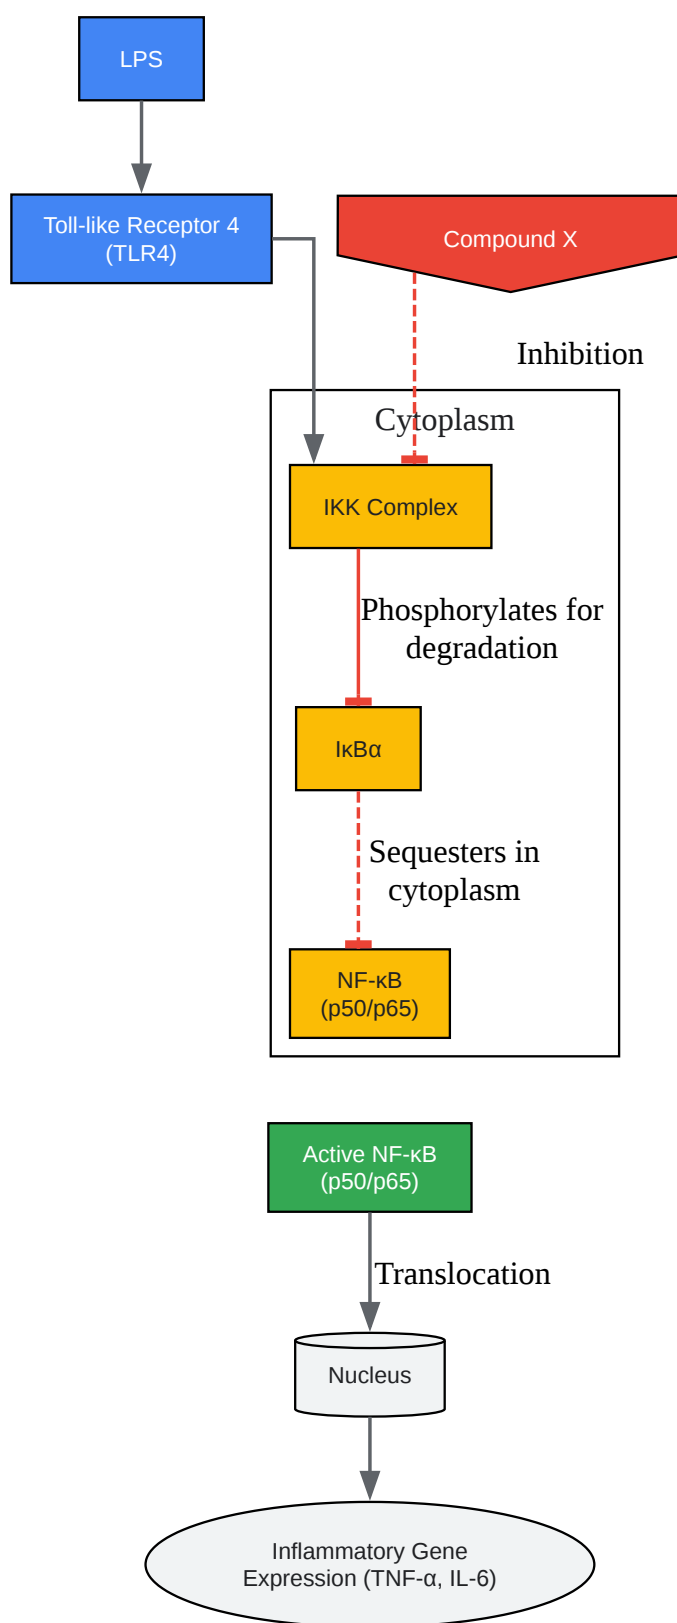 LPS
Toll-like Receptor 4
(TLR4)
Compound X
Inhibition
Cytoplasm
IKK Complex
Phosphorylates for
degradation
IκBα
Sequesters in
cytoplasm
NF-κB
(p50/p65)
Active NF-κB
(p50/p65)
Translocation
Nucleus
Inflammatory Gene
Expression (TNF-α, IL-6)